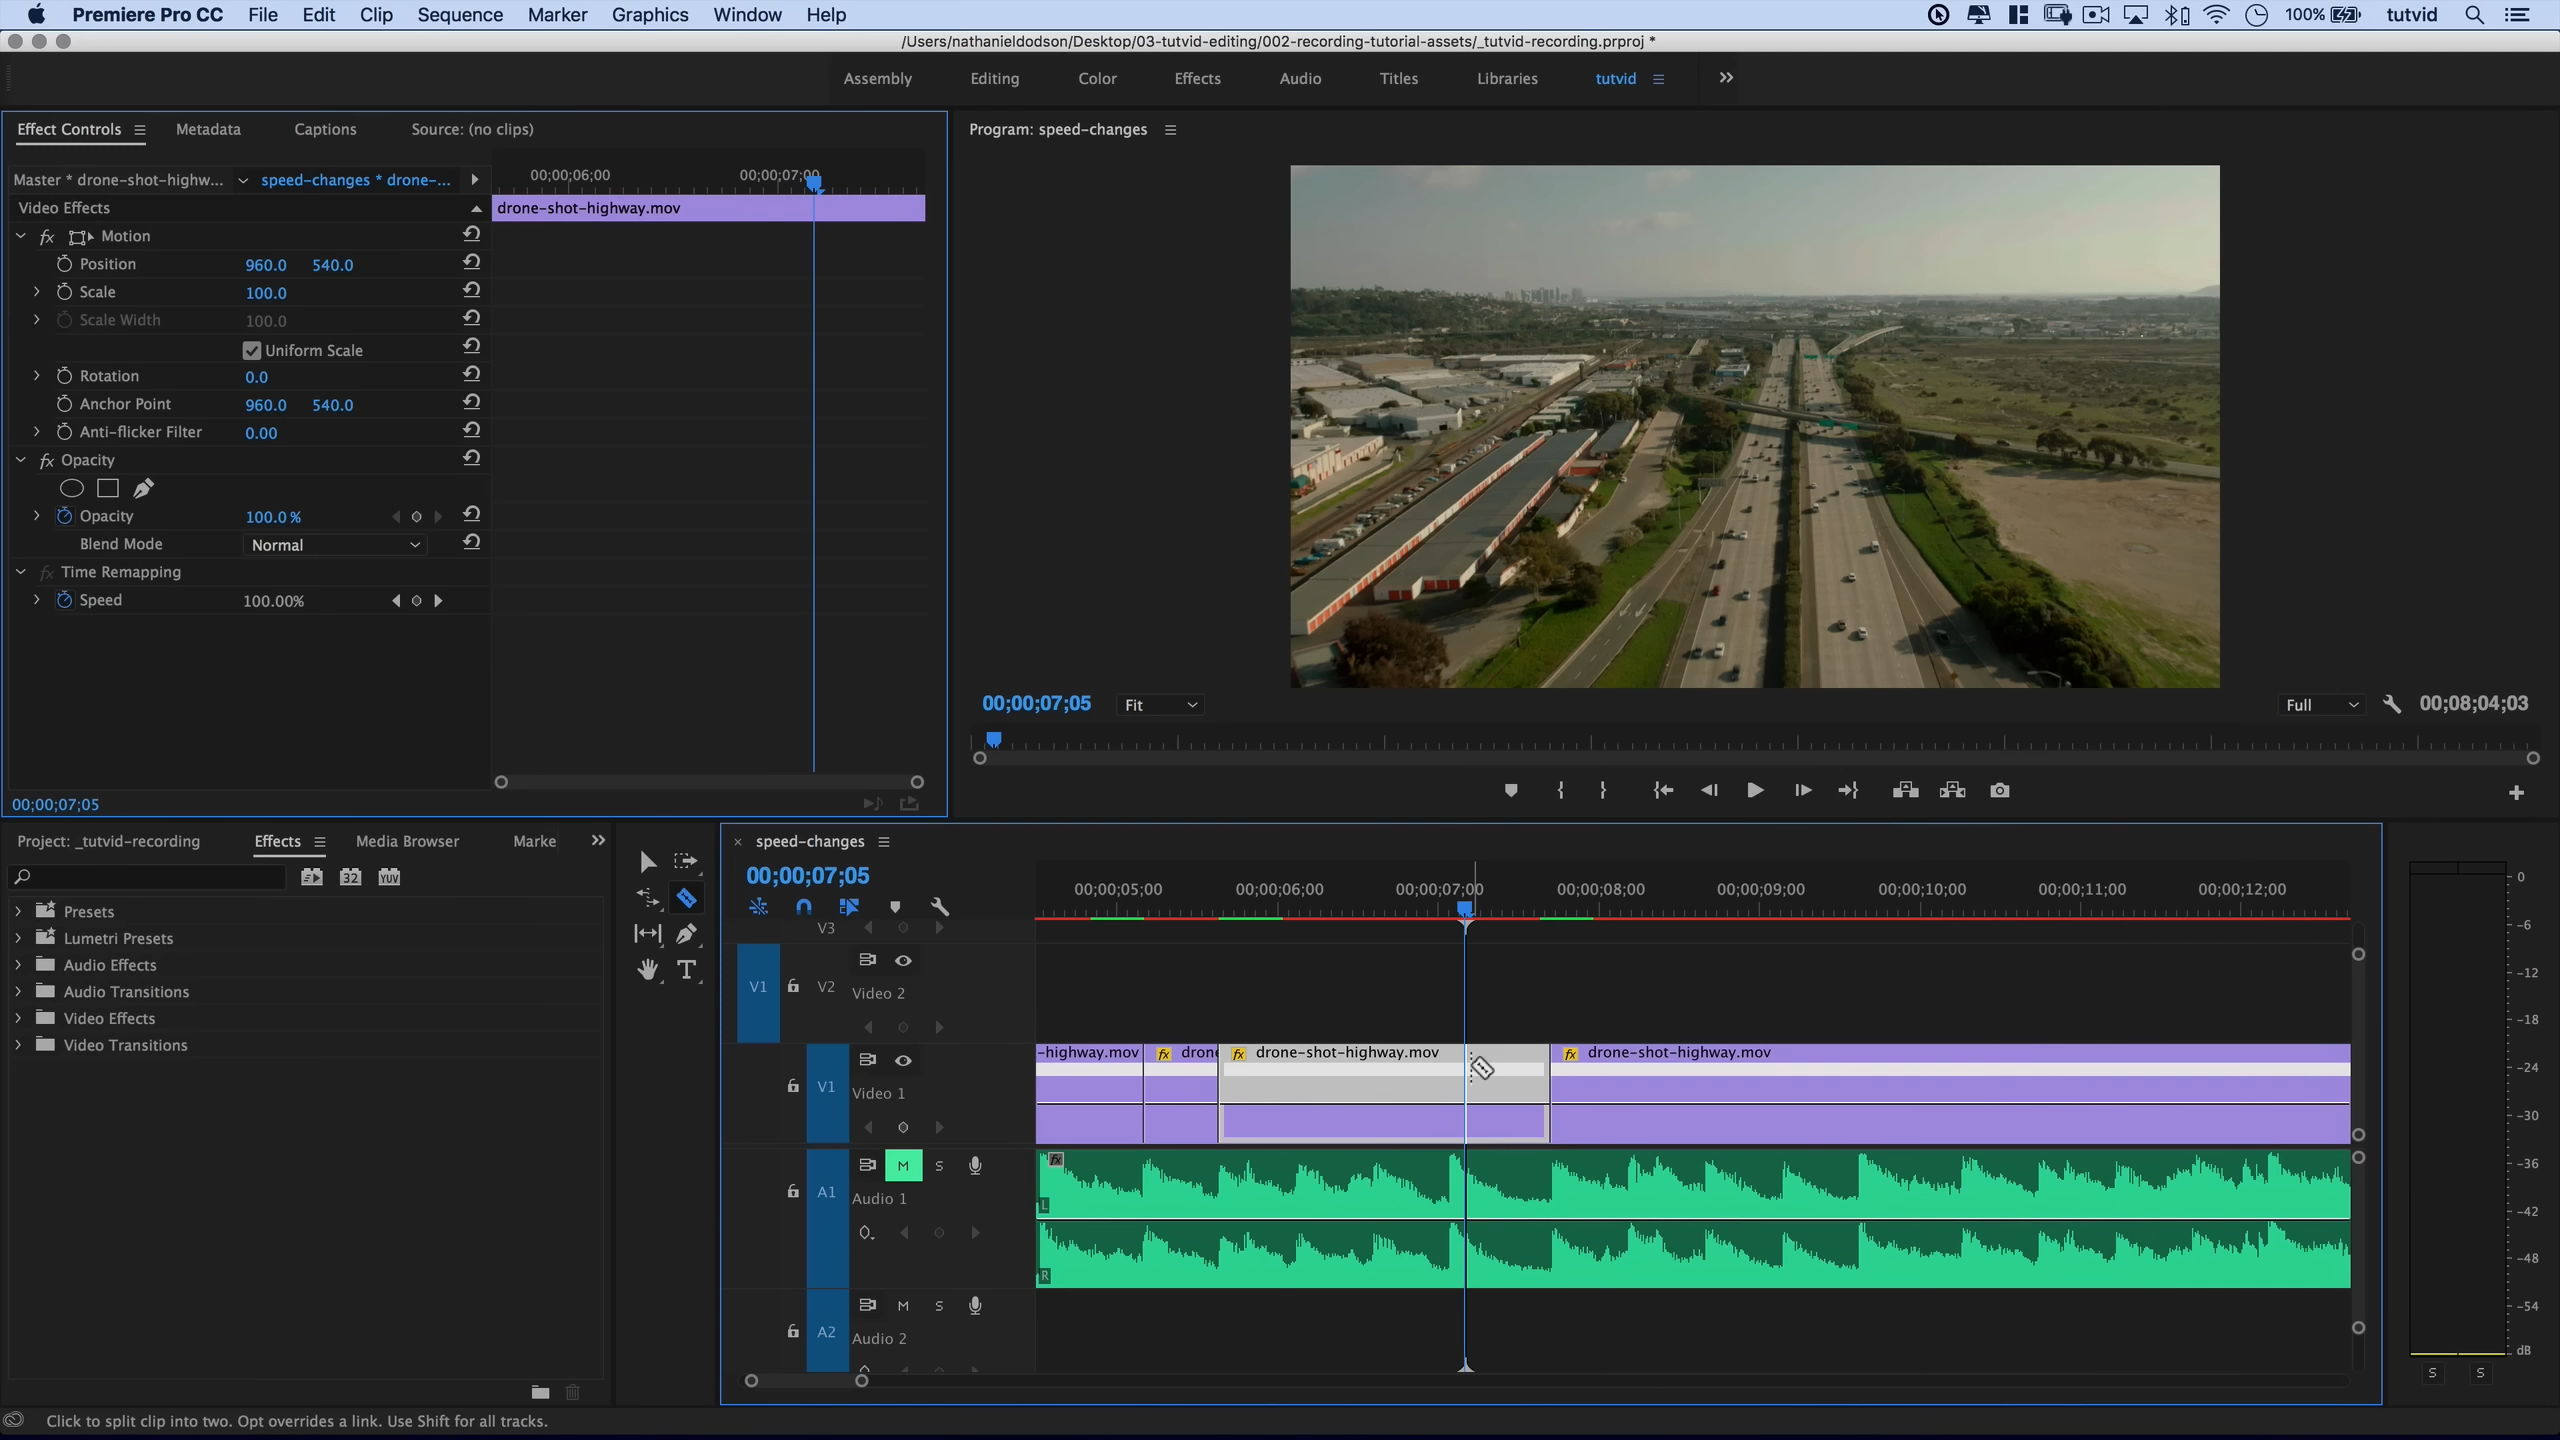 Premiere Pro CC File Edit Clip Sequence Marker Graphics Window Help 100% tutvid
/Users/nathanieldodson/Desktop/03-tutvid-editing/002-recording-tutorial-assets/_tutvid-recording.prproj *
Assembly Editing Color Effects Audio Titles Libraries tutvid
Effect Controls Metadata Captions Source: (no clips)
Program: speed-changes
Master * drone-shot-highw... speed-changes * drone-...
00;00;06;00 00;00;07;00
Video Effects
drone-shot-highway.mov
fx Motion
Position 960.0 540.0
Scale 100.0
Scale Width 100.0
Uniform Scale
Rotation 0.0
Anchor Point 960.0 540.0
Anti-flicker Filter 0.00
fx Opacity
Opacity 100.0 %
Blend Mode Normal
fx Time Remapping
Speed 100.00%
00;00;07;05
00;00;07;05 Fit Full 00;08;04;03
Project: _tutvid-recording Effects Media Browser Marke
32 YUV
Presets
Lumetri Presets
Audio Effects
Audio Transitions
Video Effects
Video Transitions
speed-changes
00;00;07;05
00;00;05;00 00;00;06;00 00;00;07;00 00;00;08;00 00;00;09;00 00;00;10;00 00;00;11;00 00;00;12;00
V3
V1 V2 Video 2
V1 Video 1
-highway.mov fx drone fx drone-shot-highway.mov fx drone-shot-highway.mov
A1 M S Audio 1
fx
L
R
A2 M S Audio 2
T
0
-6
-12
-18
-24
-30
-36
-42
-48
-54
dB
S S
Click to split clip into two. Opt overrides a link. Use Shift for all tracks.